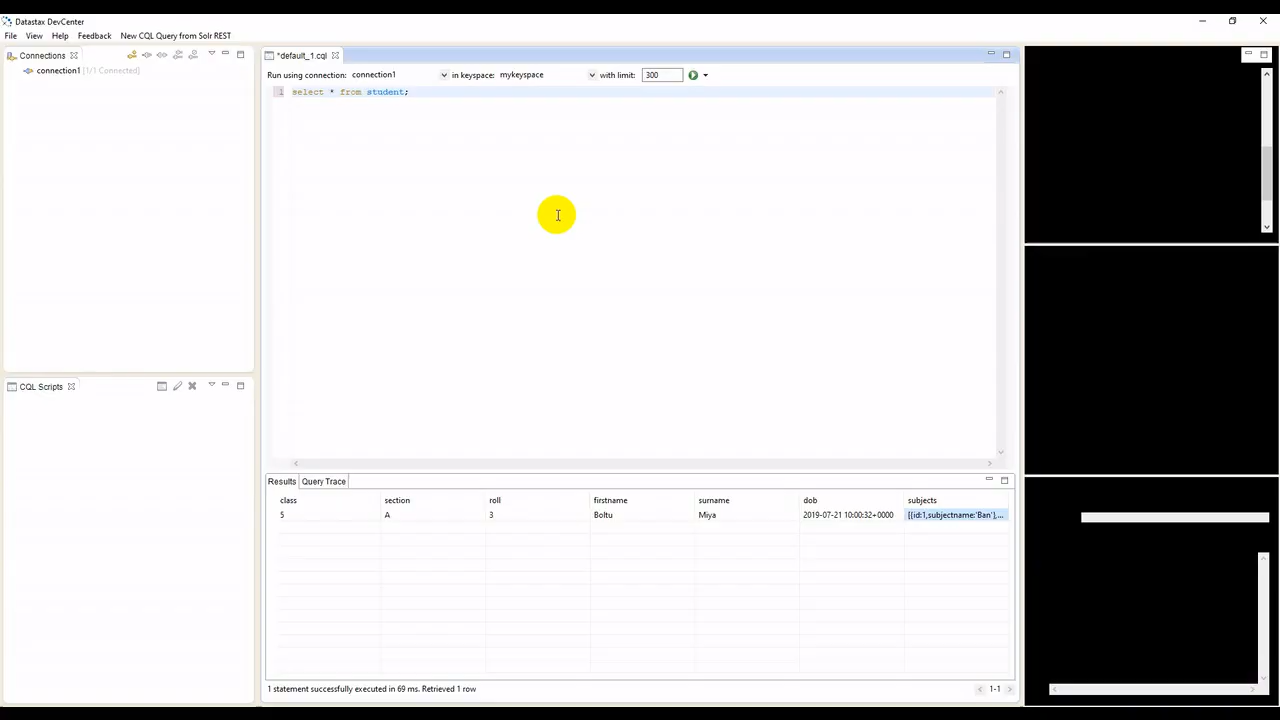 Datastax DevCenter
File View Help Feedback New CQL Query from Solr REST
Connections
connection1 [1/1 Connected]
*default_1.cql
Run using connection: connection1 in keyspace: mykeyspace with limit: 300
1 select * from student;
CQL Scripts
Results Query Trace
class section roll firstname surname dob subjects
5 A 3 Boltu Miya 2019-07-21 10:00:32+0000 [{id:1,subjectname:'Ban'},...
1 statement successfully executed in 69 ms. Retrieved 1 row
1-1